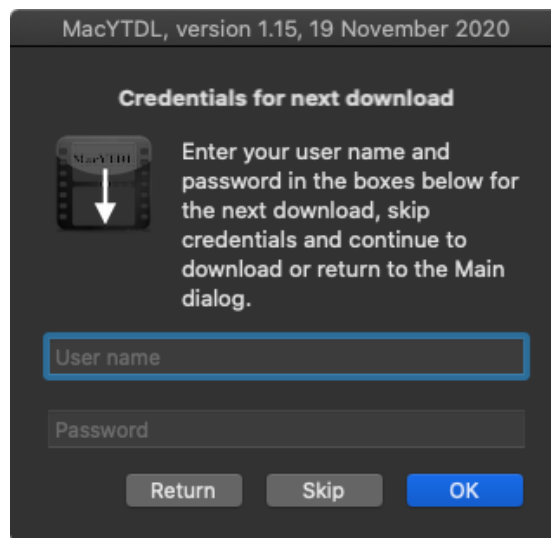 MacYTDL, version 1.15, 19 November 2020
Credentials for next download
MacYTDL
Enter your user name and
password in the boxes below for
the next download, skip
credentials and continue to
download or return to the Main
dialog.
User name
Password
Return Skip OK